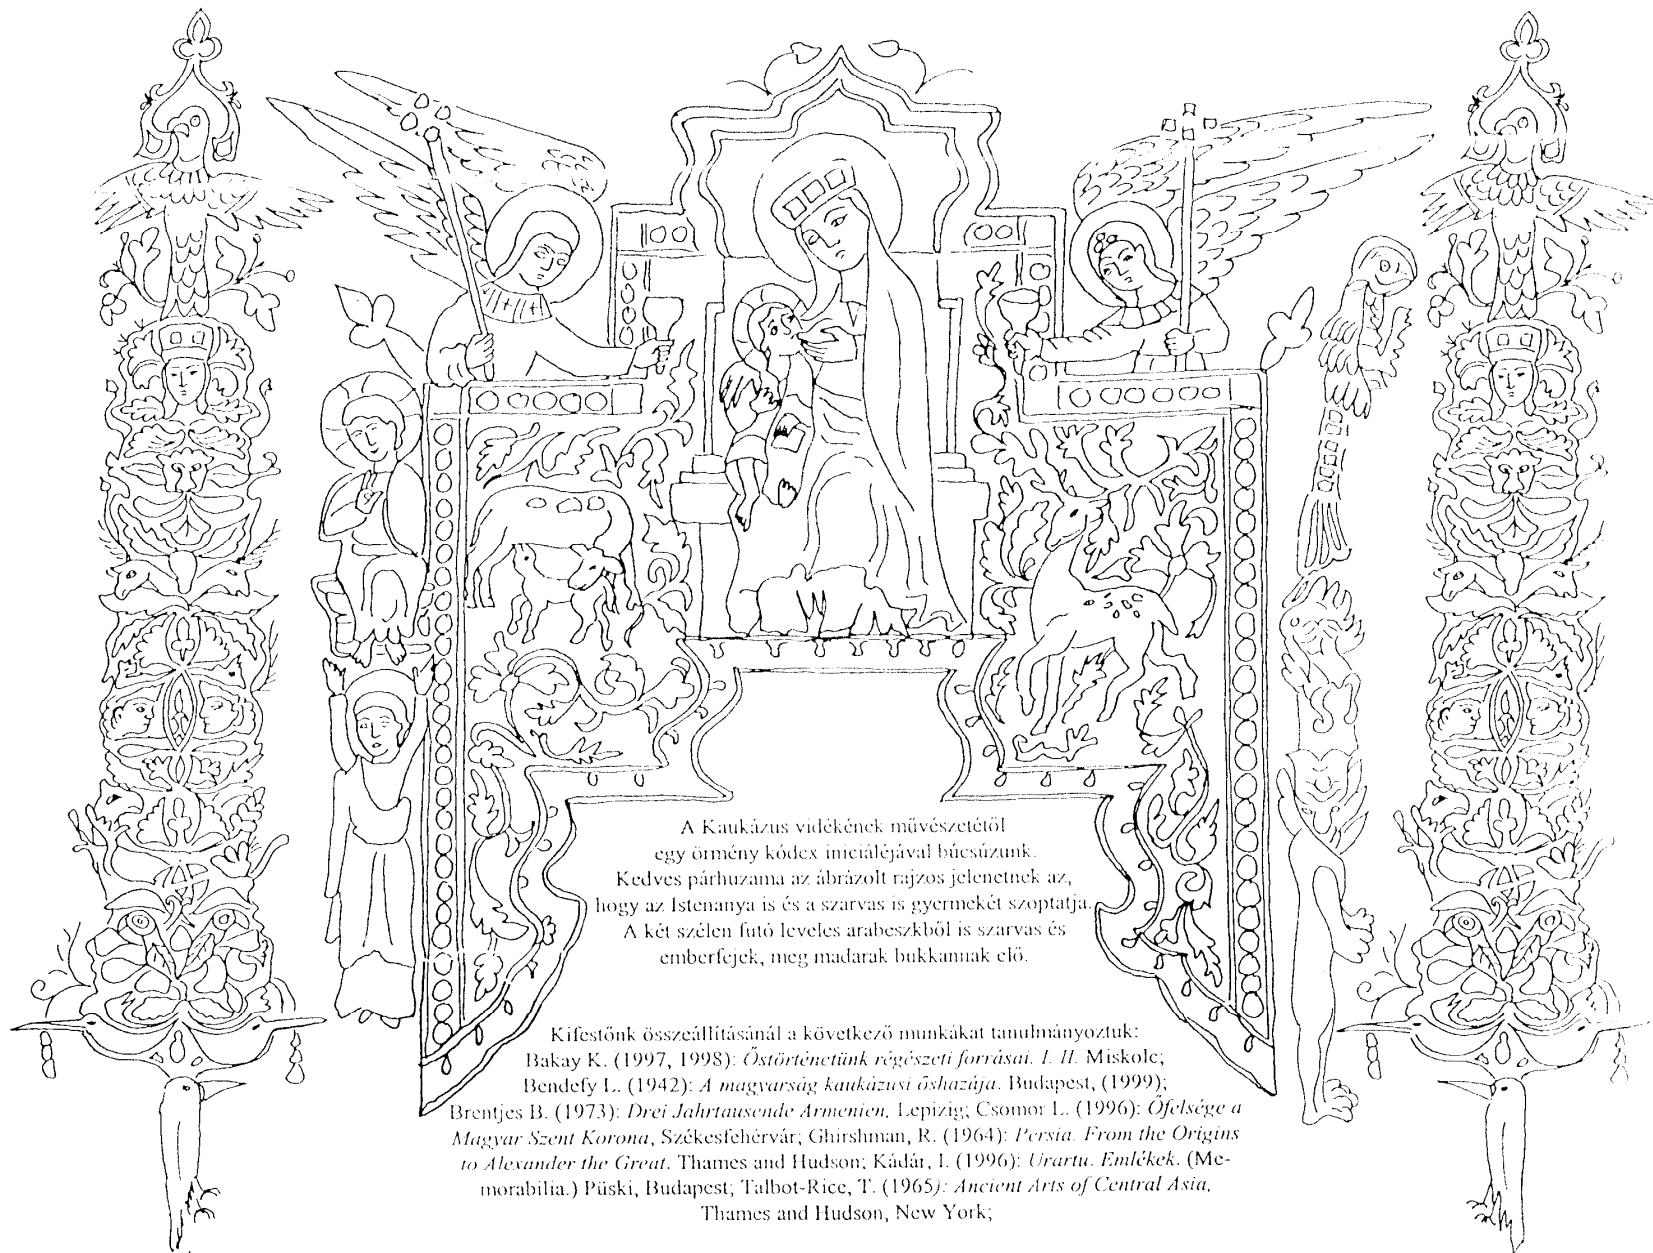 A Kaukázus vidékének művészetétől
egy örmény kódex iniciáléjával búcsúzunk.
Kedves párhuzama az ábrázolt rajzos jelenetnek az,
hogy az Istenanya is és a szarvas is gyermekét szoptatja.
A két szélen futó leveles arabeszkből is szarvas és
emberfejek, meg madarak bukkannak elő.
Kifestőnk összeállításánál a következő munkákat tanulmányoztuk:
Bakay K. (1997, 1998): Őstörténetünk régészeti forrásai. I. II. Miskolc;
Bendefy L. (1942): A magyarság kaukázusi őshazája. Budapest, (1999);
Brentjes B. (1973): Drei Jahrtausende Armenien, Lepizig; Csomor L. (1996): Őfelsége a
Magyar Szent Korona, Székesfehérvár; Ghirshman, R. (1964): Persia. From the Origins
to Alexander the Great. Thames and Hudson; Kádár, I. (1996): Urartu. Emlékek. (Me-
morabilia.) Püski, Budapest; Talbot-Rice, T. (1965): Ancient Arts of Central Asia,
Thames and Hudson, New York;